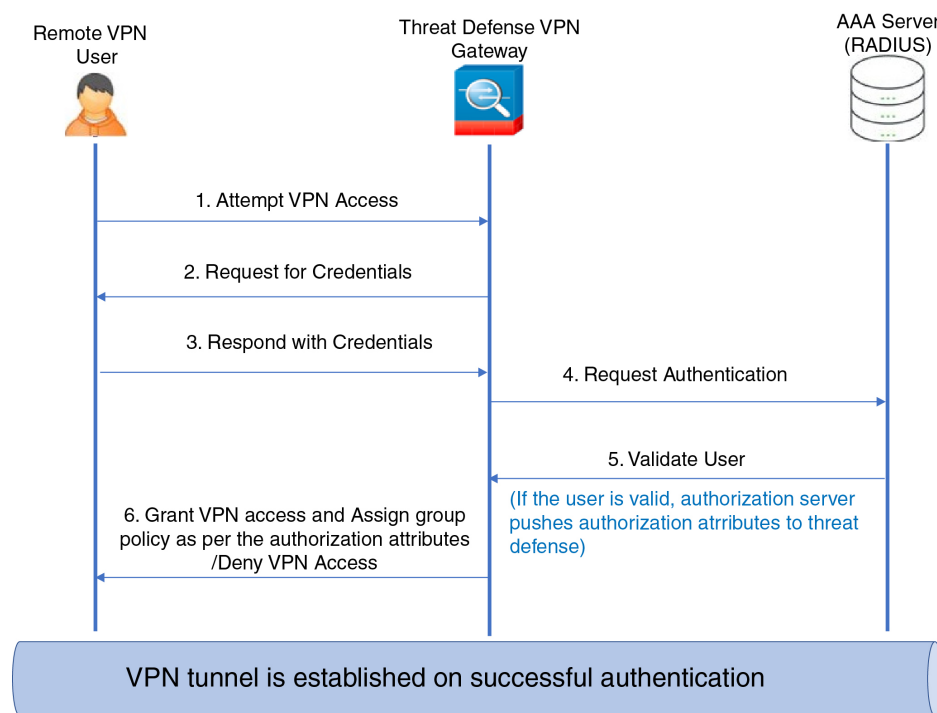 Remote VPN
User
Threat Defense VPN
Gateway
AAA Server
(RADIUS)
1. Attempt VPN Access
2. Request for Credentials
3. Respond with Credentials
4. Request Authentication
5. Validate User
(If the user is valid, authorization server
pushes authorization atrributes to threat
defense)
6. Grant VPN access and Assign group
policy as per the authorization attributes
/Deny VPN Access
VPN tunnel is established on successful authentication